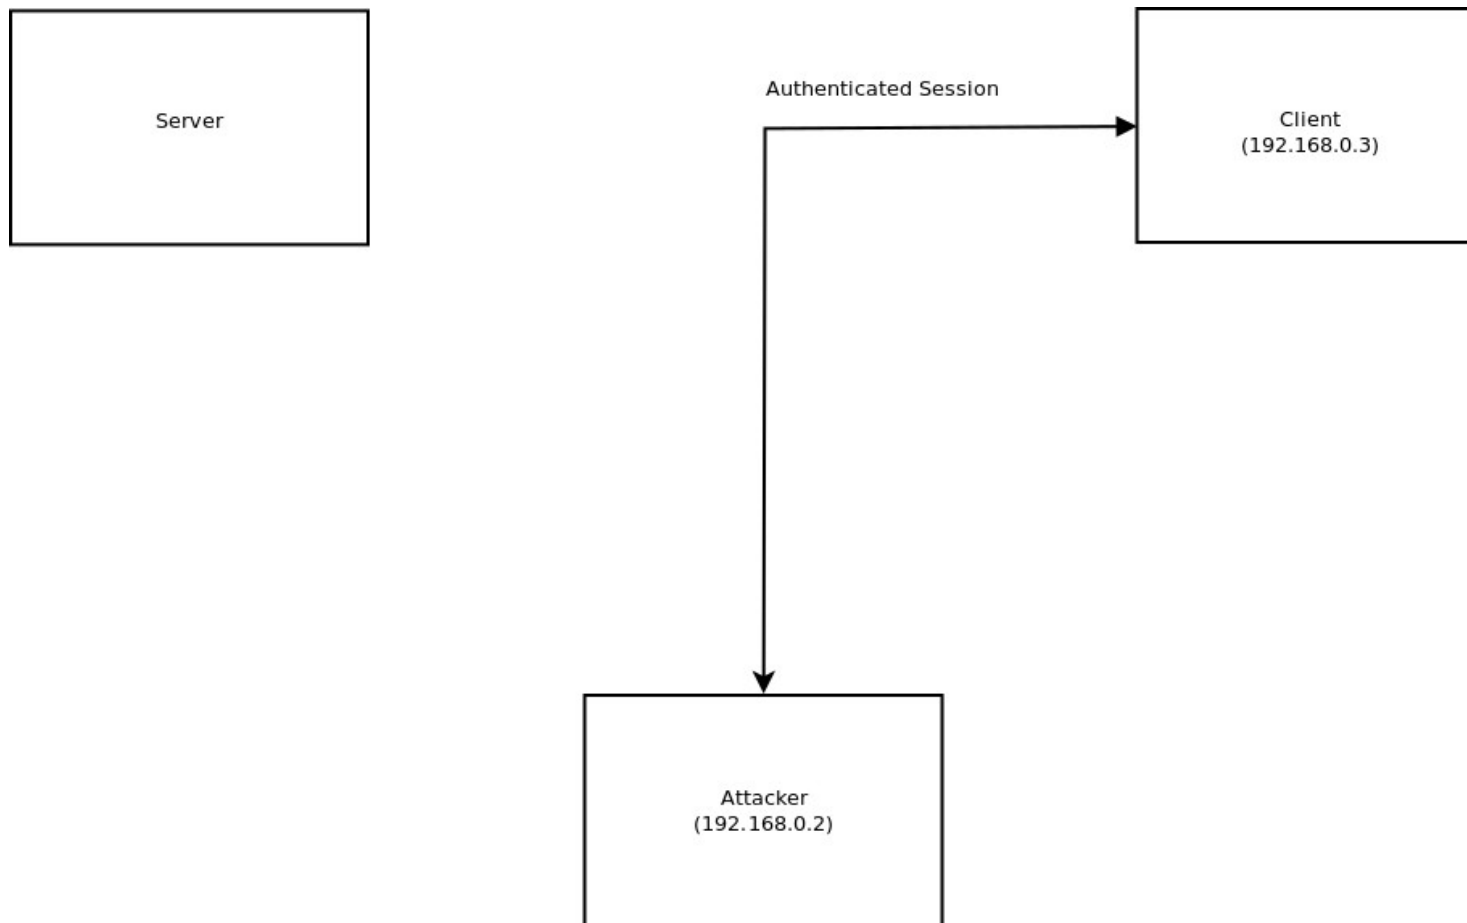 Server
Authenticated Session
Client
(192.168.0.3)
Attacker
(192.168.0.2)